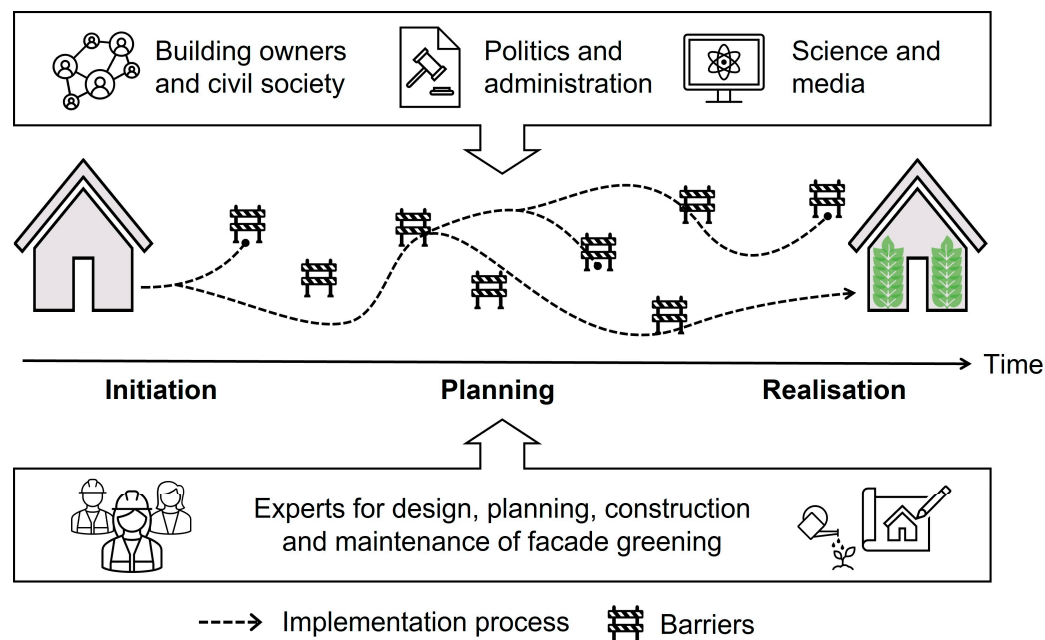 Building owners
and civil society
Politics and
administration
Science and
media
Time
Initiation
Planning
Realisation
Experts for design, planning, construction
and maintenance of facade greening
Implementation process
Barriers